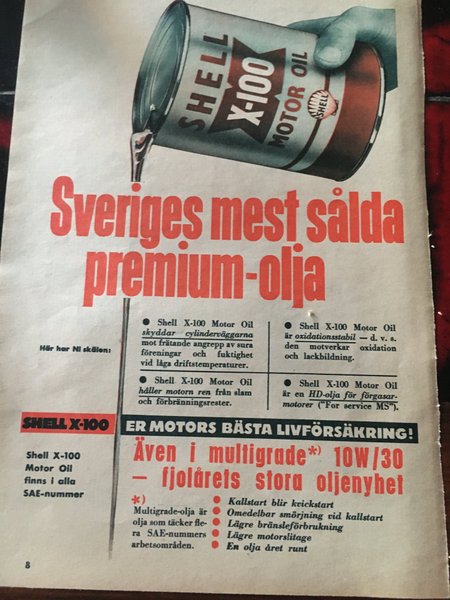 SHELL
X-100
MOTOR OIL
SHELL
Sveriges mest sålda
premium-olja
Här har Ni skälen:
● Shell X-100 Motor Oil
skyddar cylinderväggarna
mot frätande angrepp av sura
föreningar och fuktighet
vid låga driftstemperaturer.
● Shell X-100 Motor Oil
är oxidationsstabil — d. v. s.
den motverkar oxidation
och lackbildning.
● Shell X-100 Motor Oil
håller motorn ren från slam
och förbränningsrester.
● Shell X-100 Motor Oil
är en HD-olja för förgasar-
motorer ("For service MS").
SHELL X-100
ER MOTORS BÄSTA LIVFÖRSÄKRING!
Shell X-100
Motor Oil
finns i alla
SAE-nummer
Även i multigrade*) 10W/30
— fjolårets stora oljenyhet
*)
Multigrade-olja är
olja som täcker fle-
ra SAE-nummers
arbetsområden.
● Kallstart blir kvickstart
● Omedelbar smörjning vid kallstart
● Lägre bränsleförbrukning
● Lägre motorslitage
● En olja året runt
8